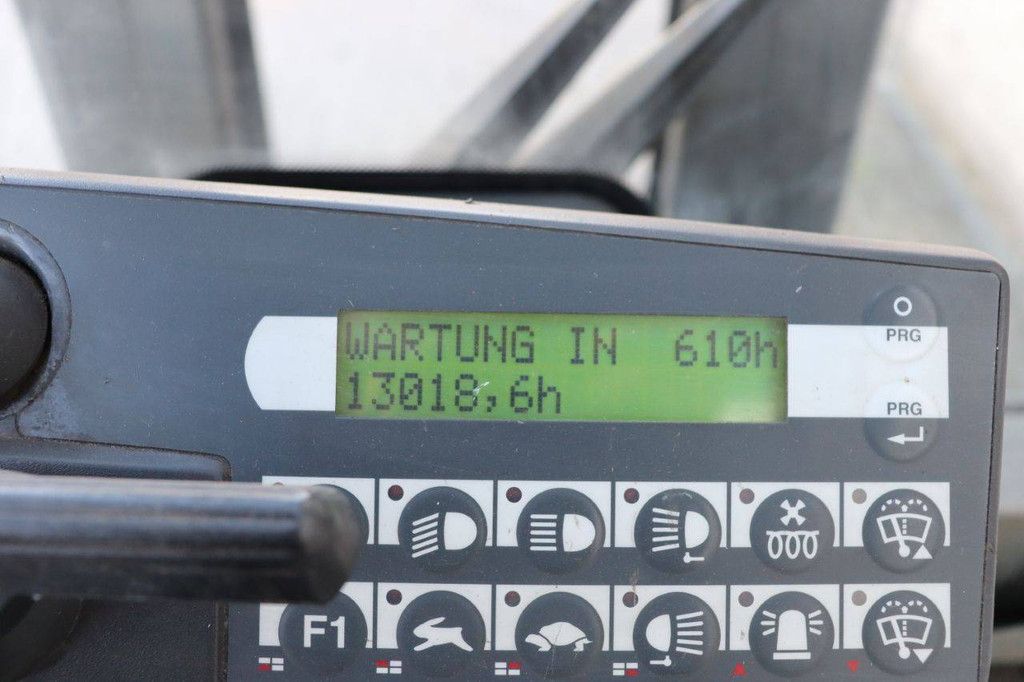 WARTUNG IN 610h
13018,6h
PRG
PRG
F1